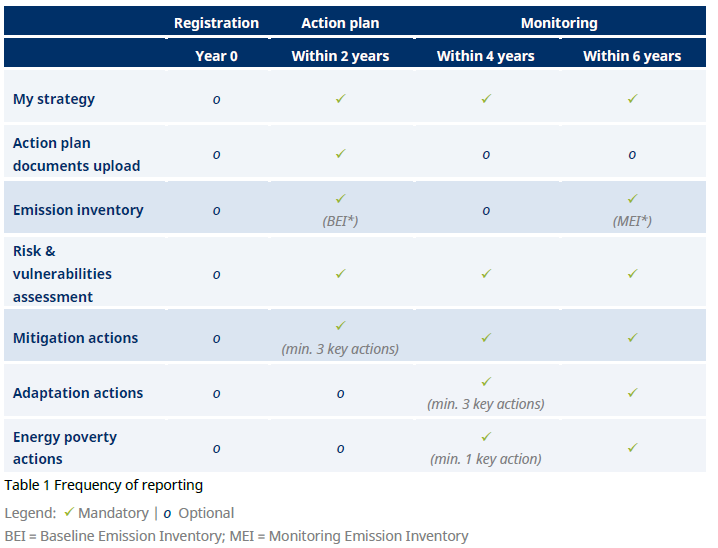 Registration Action plan Monitoring
Year 0 Within 2 years Within 4 years Within 6 years
My strategy o ✓ ✓ ✓
Action plan
documents upload o ✓ o o
Emission inventory o ✓ o ✓
(BEI*) (MEI*)
Risk &
vulnerabilities
assessment o ✓ ✓ ✓
Mitigation actions o ✓ ✓ ✓
(min. 3 key actions)
Adaptation actions o o ✓ ✓
(min. 3 key actions)
Energy poverty
actions o o ✓ ✓
(min. 1 key action)
Table 1 Frequency of reporting
Legend: ✓ Mandatory | o Optional
BEI = Baseline Emission Inventory; MEI = Monitoring Emission Inventory